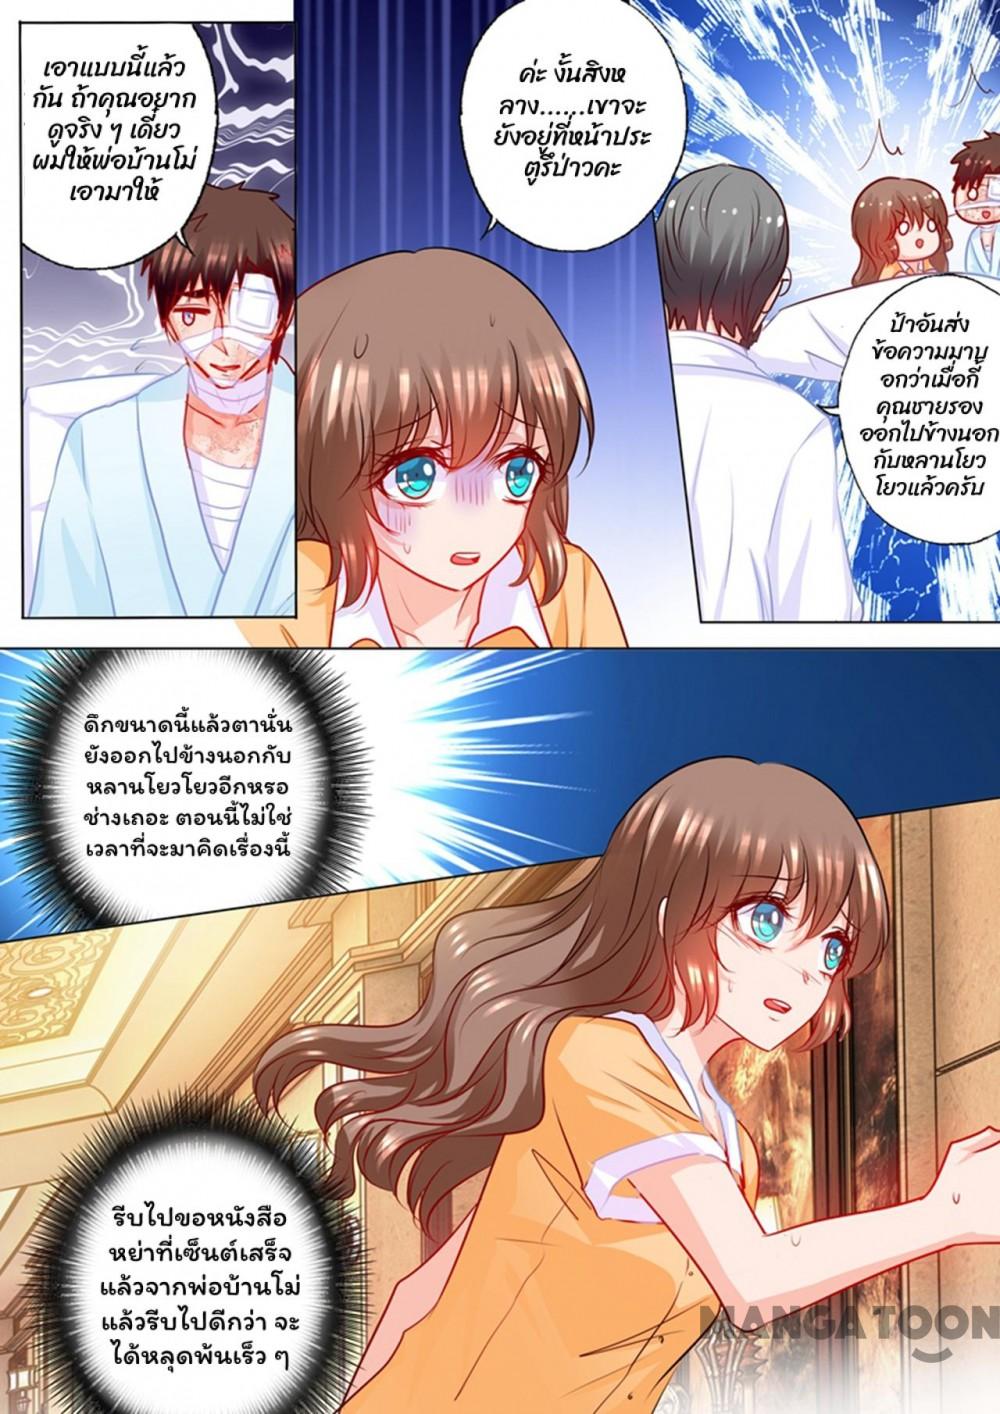 เอาแบบนี้แล้ว
กัน ถ้าคุณอยาก
ดูจริง ๆ เดี๋ยว
ผมให้พ่อบ้านโม่
เอามาให้
ค่ะ งั้นสิงห
ลาง......เขาจะ
ยังอยู่ที่หน้าประ
ตูรึป่าวคะ
ป้าอันส่ง
ข้อความมาบ
อกว่าเมื่อกี้
คุณชายรอง
ออกไปข้างนอก
กับหลานโยว
โยวแล้วครับ
ดึกขนาดนี้แล้วตานั่น
ยังออกไปข้างนอกกับ
หลานโยวโยวอีกหรอ
ช่างเถอะ ตอนนี้ไม่ใช่
เวลาที่จะมาคิดเรื่องนี้
รีบไปขอหนังสือ
หย่าที่เซ็นต์เสร็จ
แล้วจากพ่อบ้านโม่
แล้วรีบไปดีกว่า จะ
ได้หลุดพ้นเร็ว ๆ
MANGATOON